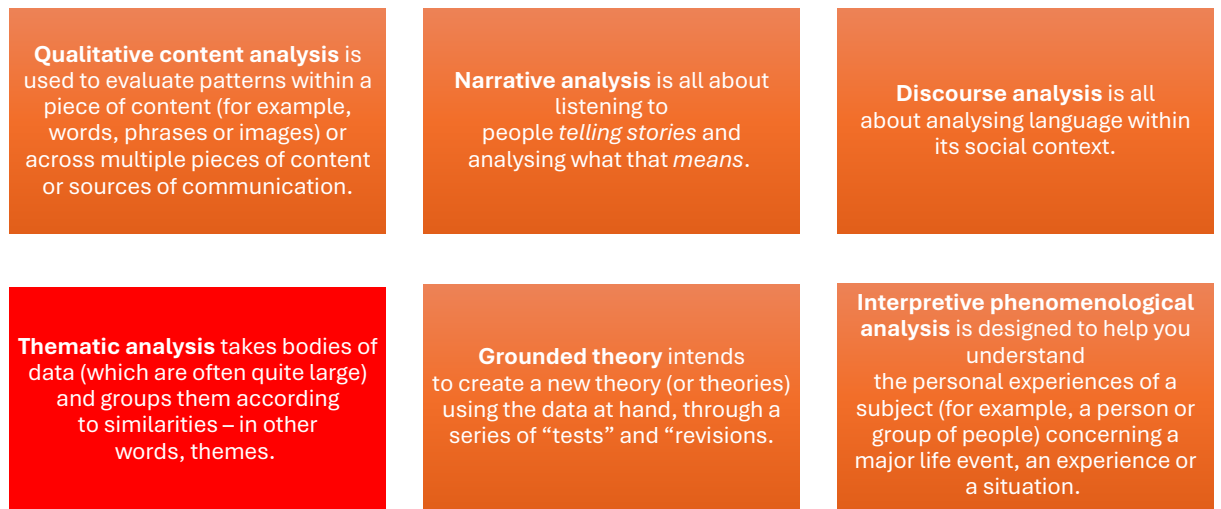 Qualitative content analysis is
used to evaluate patterns within a
piece of content (for example,
words, phrases or images) or
across multiple pieces of content
or sources of communication.
Narrative analysis is all about
listening to
people telling stories and
analysing what that means.
Discourse analysis is all
about analysing language within
its social context.
Thematic analysis takes bodies of
data (which are often quite large)
and groups them according
to similarities – in other
words, themes.
Grounded theory intends
to create a new theory (or theories)
using the data at hand, through a
series of “tests” and “revisions.
Interpretive phenomenological
analysis is designed to help you
understand
the personal experiences of a
subject (for example, a person or
group of people) concerning a
major life event, an experience or
a situation.